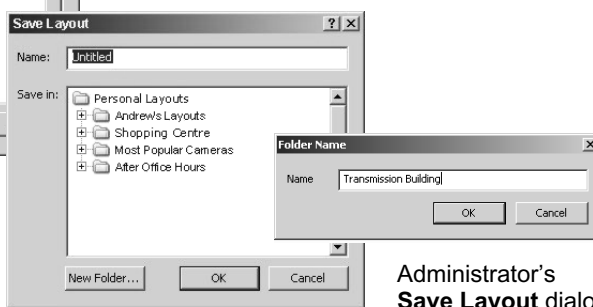 Save Layout
Name: Untitled
Save in: Personal Layouts
Andrew's Layouts
Shopping Centre
Most Popular Cameras
After Office Hours
New Folder... OK Cancel
Folder Name
Name Transmission Building
OK Cancel
Administrator's
Save Layout